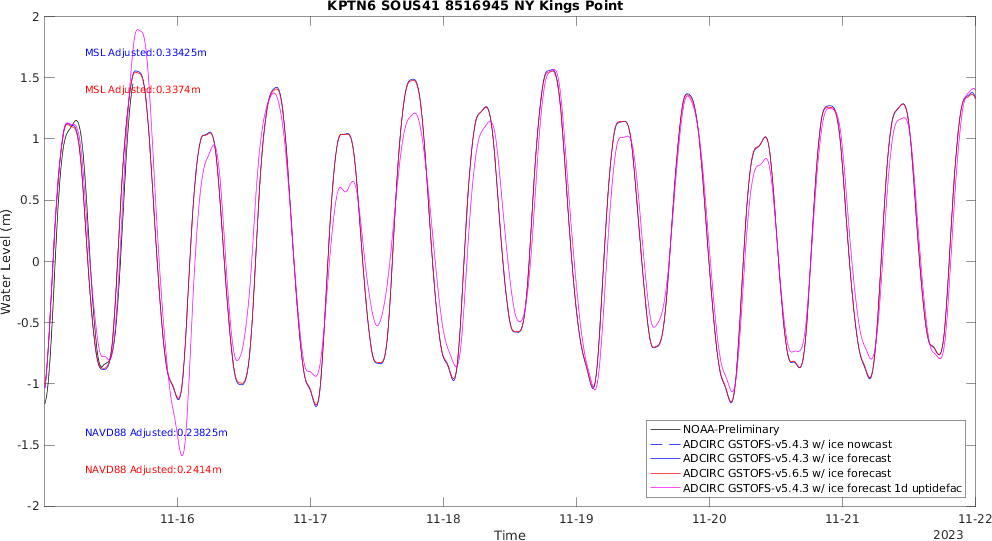 KPTN6 SOUS41 8516945 NY Kings Point
2
1.5
1
0.5
0
-0.5
-1
-1.5
-2
Water Level (m)
MSL Adjusted:0.33425m
MSL Adjusted:0.3374m
NAVD88 Adjusted:0.23825m
NAVD88 Adjusted:0.2414m
NOAA-Preliminary
ADCIRC GSTOFS-v5.4.3 w/ ice nowcast
ADCIRC GSTOFS-v5.4.3 w/ ice forecast
ADCIRC GSTOFS-v5.6.5 w/ ice forecast
ADCIRC GSTOFS-v5.4.3 w/ ice forecast 1d uptidefac
11-16 11-17 11-18 11-19 11-20 11-21 11-22
Time
2023